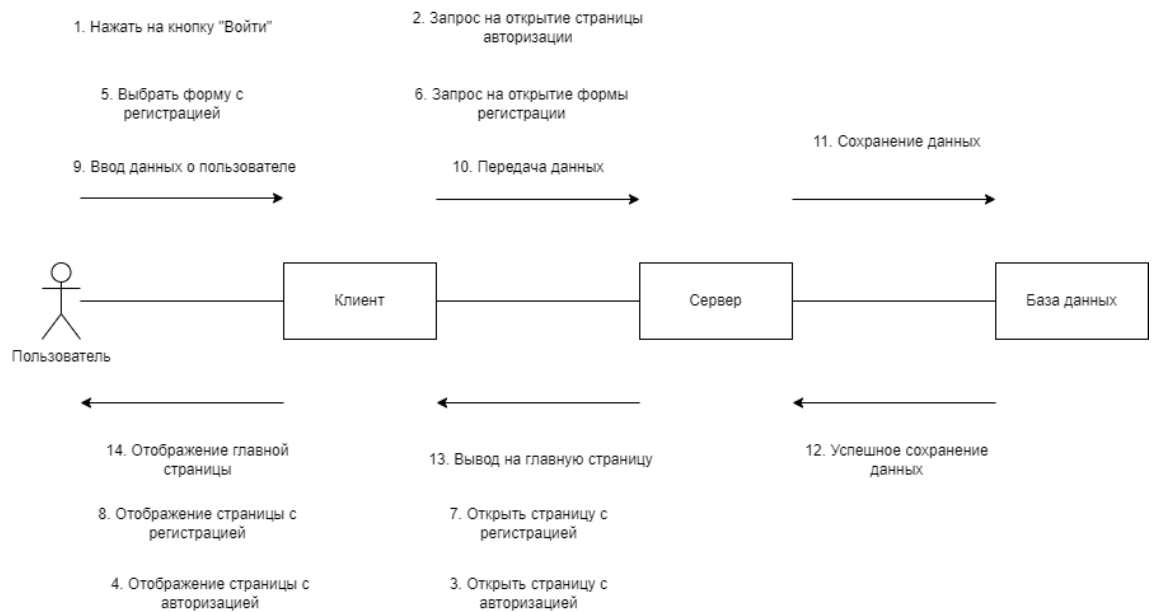 1. Нажать на кнопку "Войти"
2. Запрос на открытие страницы
авторизации
5. Выбрать форму с
регистрацией
6. Запрос на открытие формы
регистрации
11. Сохранение данных
9. Ввод данных о пользователе
10. Передача данных
Клиент
Сервер
База данных
Пользователь
14. Отображение главной
страницы
13. Вывод на главную страницу
12. Успешное сохранение
данных
8. Отображение страницы с
регистрацией
7. Открыть страницу с
регистрацией
4. Отображение страницы с
авторизацией
3. Открыть страницу с
авторизацией